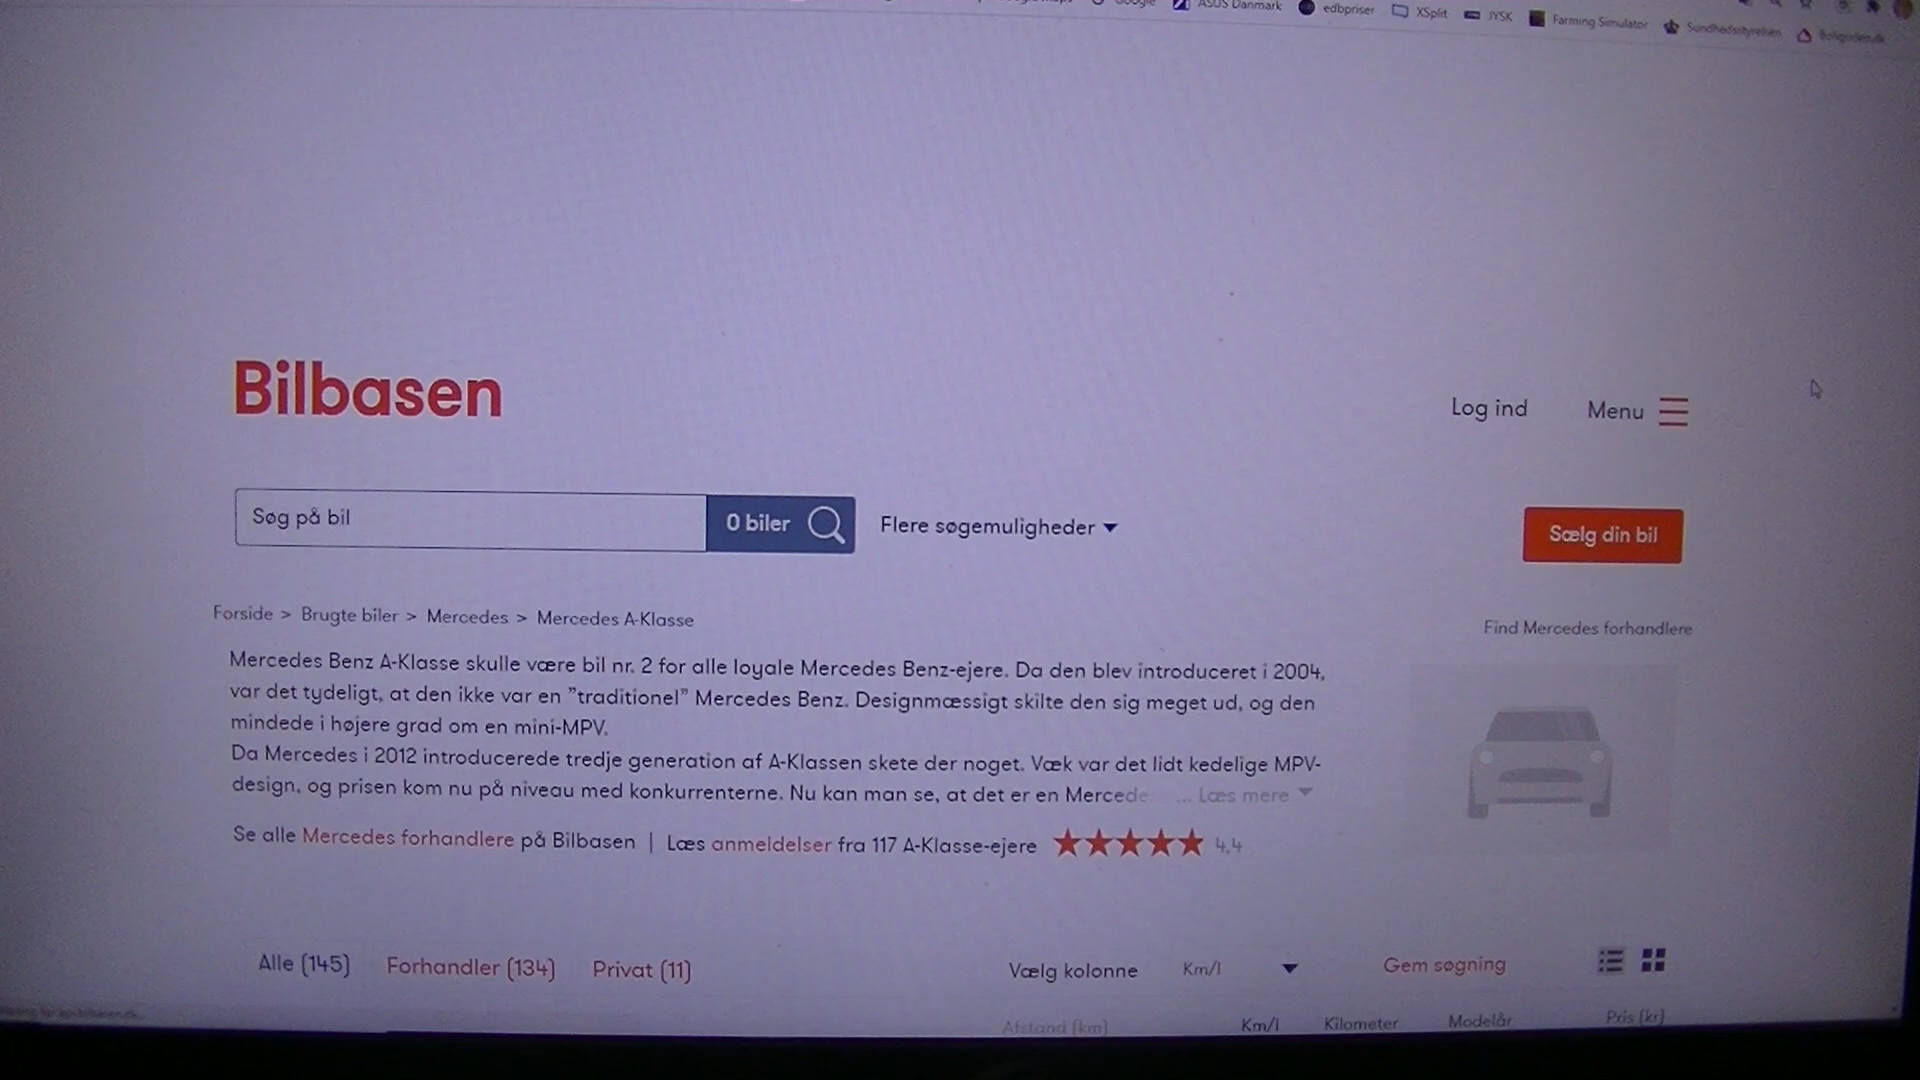 ASUS Danmark edbpriser XSplit JYSK Farming Simulator Sundhedsstyrelsen
Bilbasen
Log ind Menu
Søg på bil 0 biler Flere søgemuligheder Sælg din bil
Forside > Brugte biler > Mercedes > Mercedes A-Klasse
Find Mercedes forhandlere
Mercedes Benz A-Klasse skulle være bil nr. 2 for alle loyale Mercedes Benz-ejere. Da den blev introduceret i 2004,
var det tydeligt, at den ikke var en ”traditionel” Mercedes Benz. Designmæssigt skilte den sig meget ud, og den
mindede i højere grad om en mini-MPV.
Da Mercedes i 2012 introducerede tredje generation af A-Klassen skete der noget. Væk var det lidt kedelige MPV-
design, og prisen kom nu på niveau med konkurrenterne. Nu kan man se, at det er en Mercede ... Læs mere
Se alle Mercedes forhandlere på Bilbasen | Læs anmeldelser fra 117 A-Klasse-ejere 4,4
Alle (145) Forhandler (134) Privat (11) Vælg kolonne Km/l Gem søgning
Afstand (km) Km/l Kilometer Modelår Pris (kr)